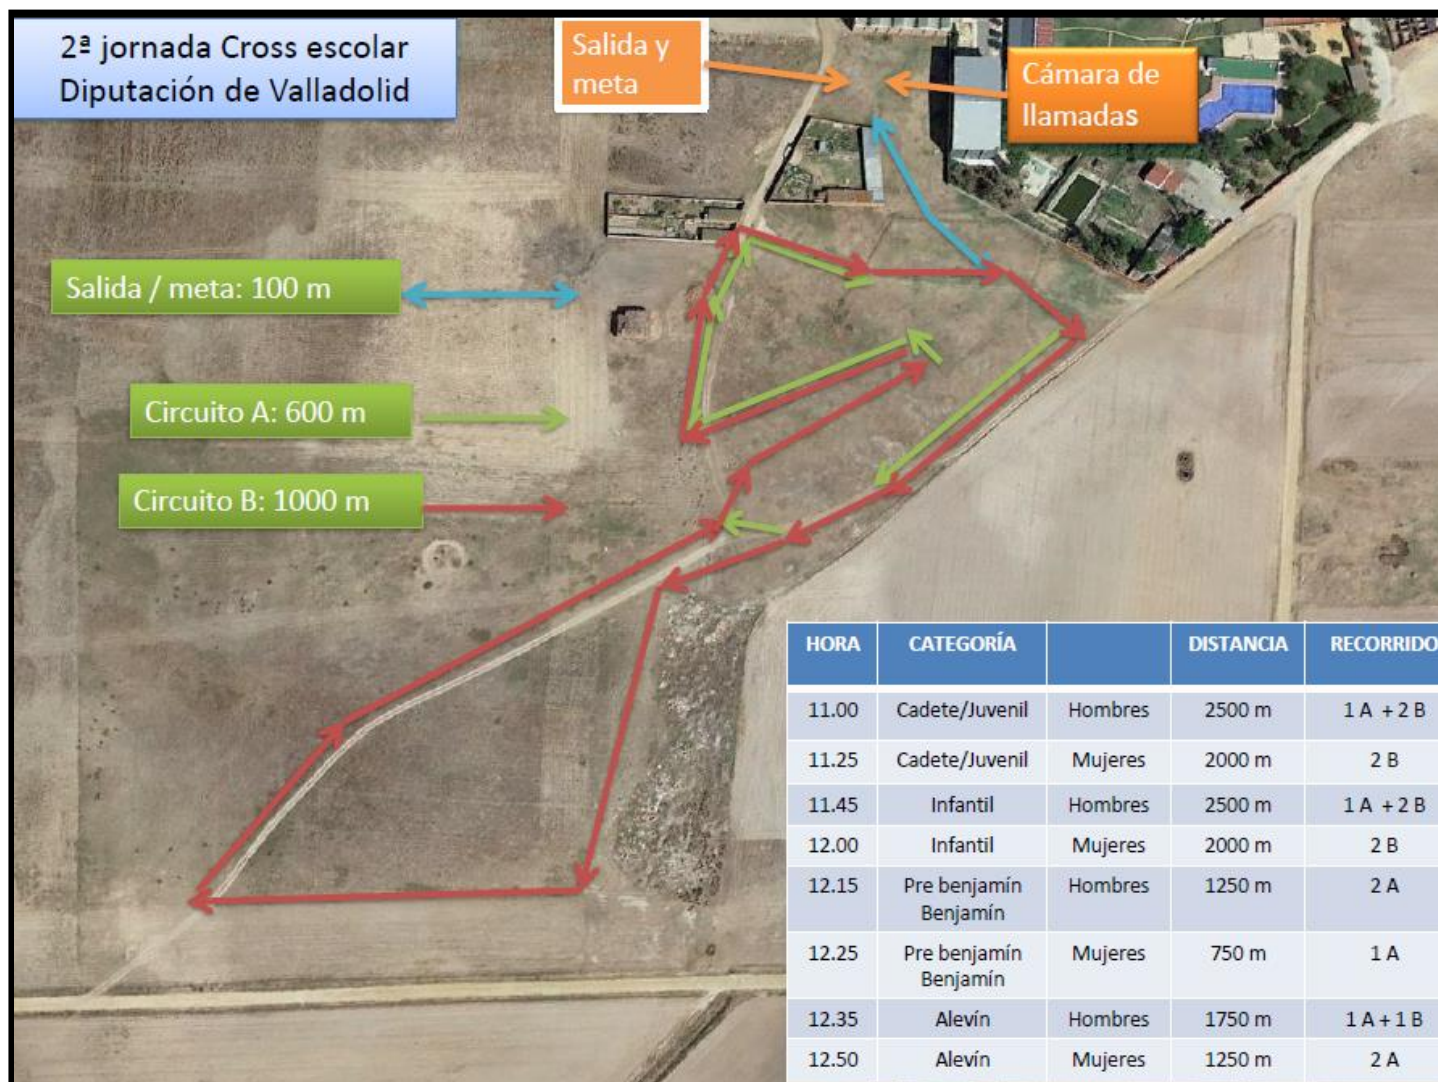 2ª jornada Cross escolar
Diputación de Valladolid
Salida y
meta
Cámara de
llamadas
Salida / meta: 100 m
Circuito A: 600 m
Circuito B: 1000 m
HORA CATEGORÍA DISTANCIA RECORRIDO
11.00 Cadete/Juvenil Hombres 2500 m 1 A + 2 B
11.25 Cadete/Juvenil Mujeres 2000 m 2 B
11.45 Infantil Hombres 2500 m 1 A + 2 B
12.00 Infantil Mujeres 2000 m 2 B
12.15 Pre benjamín Hombres 1250 m 2 A
Benjamín
12.25 Pre benjamín Mujeres 750 m 1 A
Benjamín
12.35 Alevín Hombres 1750 m 1 A + 1 B
12.50 Alevín Mujeres 1250 m 2 A